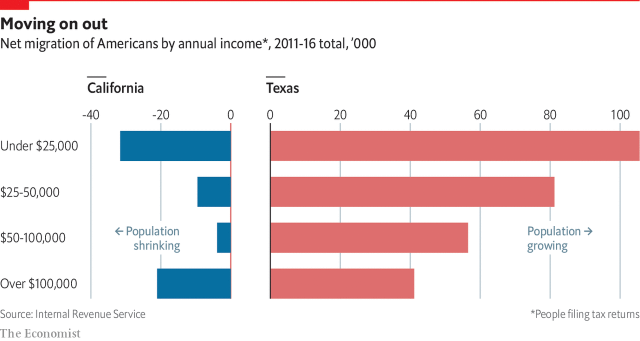 Moving on out
Net migration of Americans by annual income*, 2011-16 total, ’000
California
Texas
-40 -20 0 0 20 40 60 80 100
Under $25,000
$25-50,000
$50-100,000
← Population
shrinking
Population →
growing
Over $100,000
Source: Internal Revenue Service
*People filing tax returns
The Economist